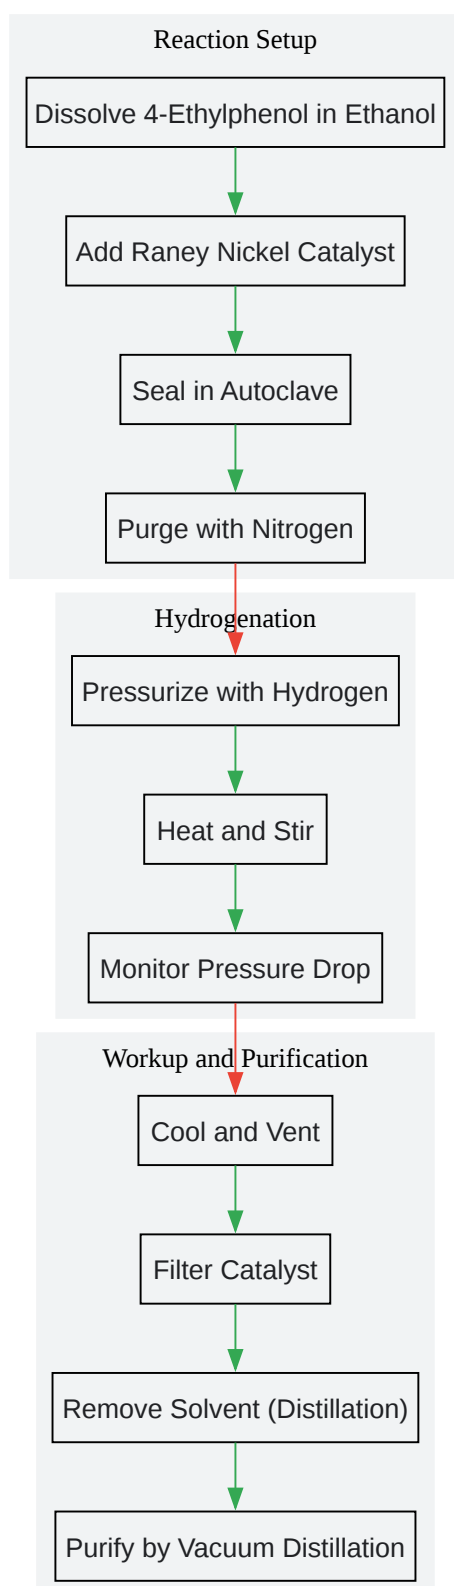 Reaction Setup
Dissolve 4-Ethylphenol in Ethanol
Add Raney Nickel Catalyst
Seal in Autoclave
Purge with Nitrogen
Hydrogenation
Pressurize with Hydrogen
Heat and Stir
Monitor Pressure Drop
Workup and Purification
Cool and Vent
Filter Catalyst
Remove Solvent (Distillation)
Purify by Vacuum Distillation